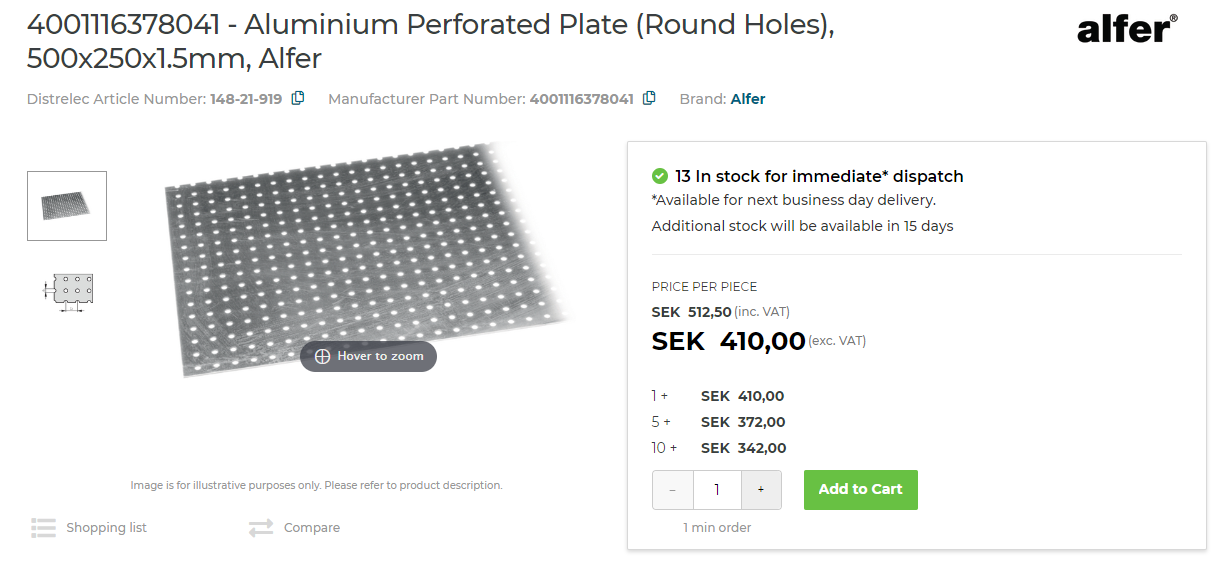 4001116378041 - Aluminium Perforated Plate (Round Holes),
500x250x1.5mm, Alfer
alfer®
Distrelec Article Number: 148-21-919 Manufacturer Part Number: 4001116378041 Brand: Alfer
Hover to zoom
Image is for illustrative purposes only. Please refer to product description.
Shopping list Compare
13 In stock for immediate* dispatch
*Available for next business day delivery.
Additional stock will be available in 15 days
PRICE PER PIECE
SEK 512,50 (inc. VAT)
SEK 410,00 (exc. VAT)
1 + SEK 410,00
5 + SEK 372,00
10 + SEK 342,00
– 1 + Add to Cart
1 min order